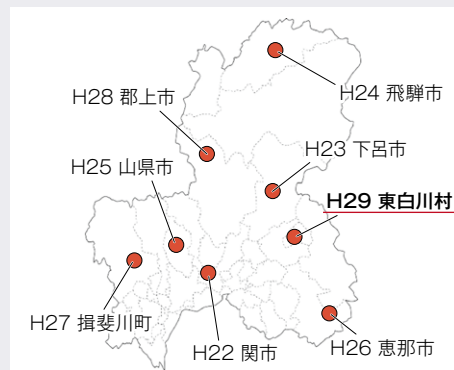 H24 飛騨市
H28 郡上市
H23 下呂市
H25 山県市
H29 東白川村
H27 揖斐川町
H22 関市
H26 恵那市